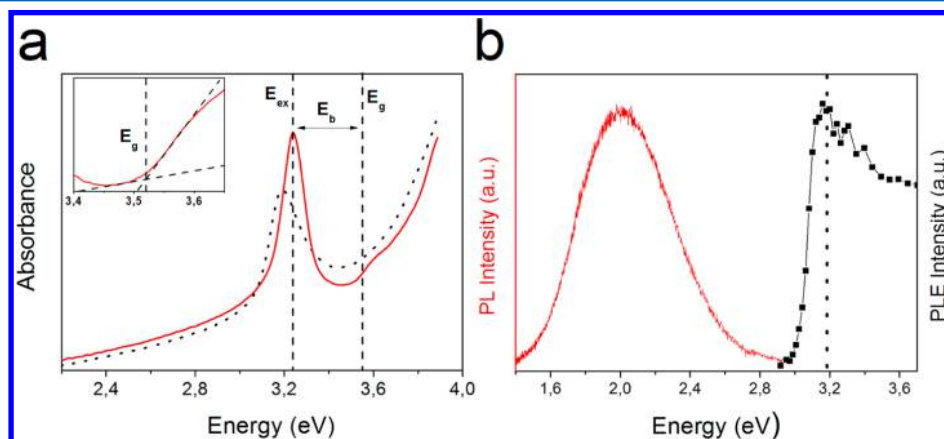 a
b
E_g
3,4 3,5 3,6
E_ex
E_b
E_g
Absorbance
2,4 2,8 3,2 3,6 4,0
Energy (eV)
PL Intensity (a.u.)
1,6 2,0 2,4 2,8 3,2 3,6
Energy (eV)
PLE Intensity (a.u.)